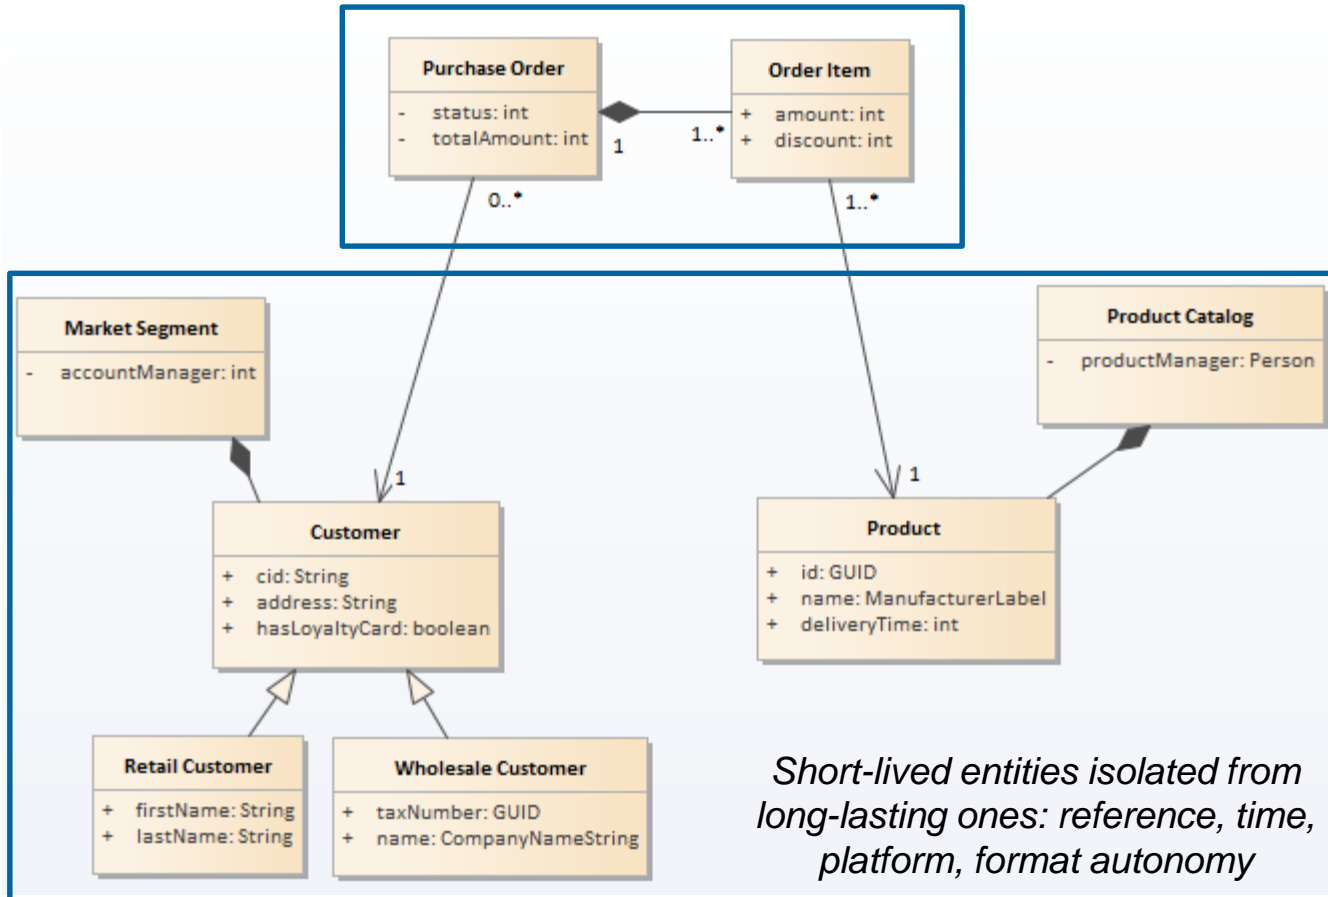 Purchase Order
- status: int
- totalAmount: int
1
1..*
Order Item
+ amount: int
+ discount: int
0..*
1..*
Market Segment
- accountManager: int
Product Catalog
- productManager: Person
1
1
Customer
+ cid: String
+ address: String
+ hasLoyaltyCard: boolean
Product
+ id: GUID
+ name: ManufacturerLabel
+ deliveryTime: int
Retail Customer
+ firstName: String
+ lastName: String
Wholesale Customer
+ taxNumber: GUID
+ name: CompanyNameString
Short-lived entities isolated from
long-lasting ones: reference, time,
platform, format autonomy